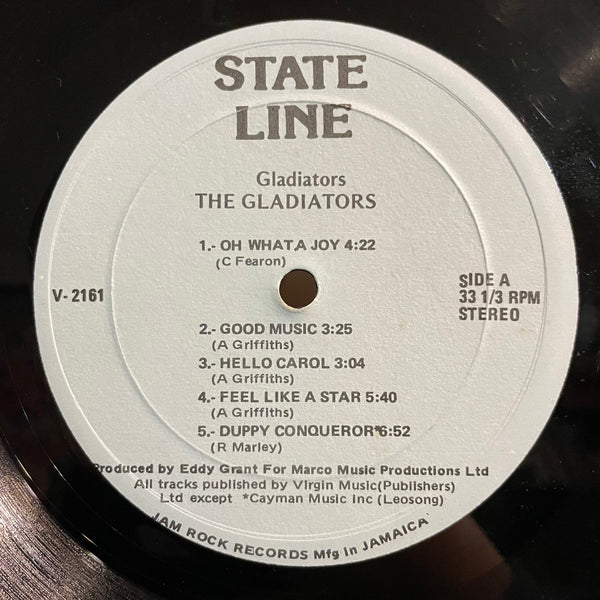 STATE
LINE
Gladiators
THE GLADIATORS
1.- OH WHAT A JOY 4:22
(C Fearon)
V- 2161
SIDE A
33 1/3 RPM
STEREO
2.- GOOD MUSIC 3:25
(A Griffiths)
3.- HELLO CAROL 3:04
(A Griffiths)
4.- FEEL LIKE A STAR 5:40
(A Griffiths)
5.- DUPPY CONQUEROR*6:52
(R Marley)
Produced by Eddy Grant For Marco Music Productions Ltd
All tracks published by Virgin Music(Publishers)
Ltd except *Cayman Music Inc (Leosong)
JAM ROCK RECORDS Mfg in JAMAICA